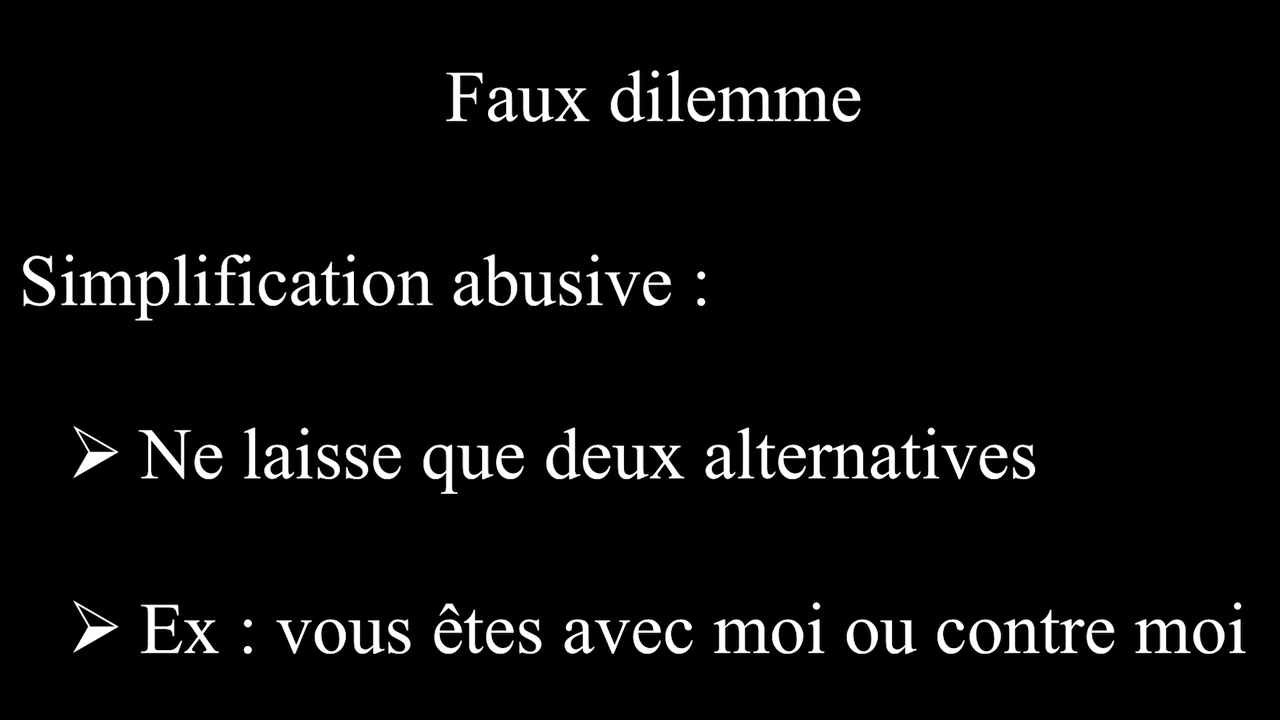 Faux dilemme
Simplification abusive :
➢ Ne laisse que deux alternatives
➢ Ex : vous êtes avec moi ou contre moi